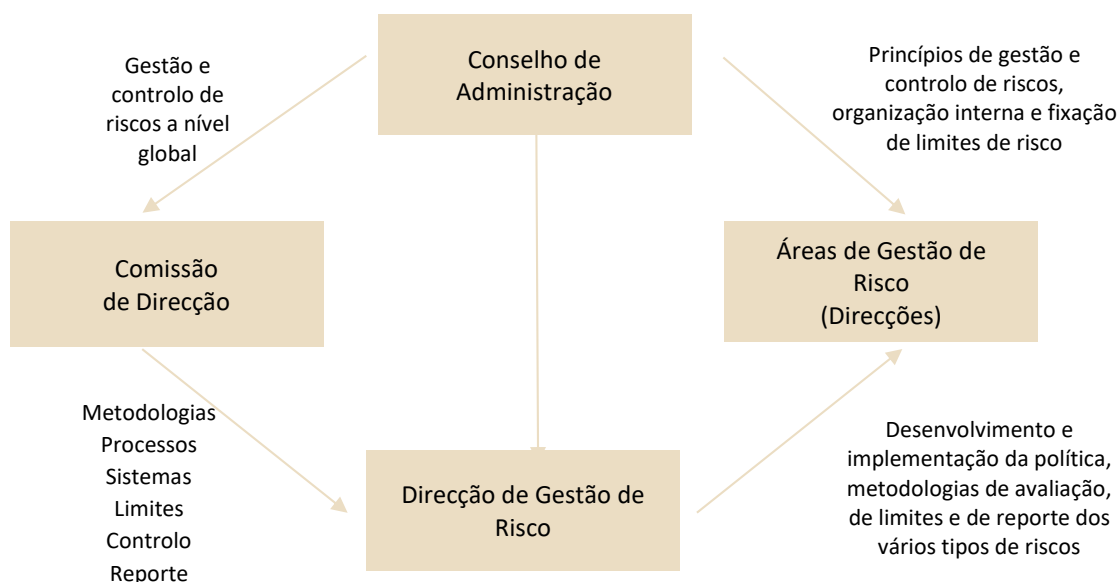 Conselho de
Administração
Gestão e
controlo de
riscos a nível
global
Princípios de gestão e
controlo de riscos,
organização interna e fixação
de limites de risco
Comissão
de Direcção
Áreas de Gestão de
Risco
(Direcções)
Metodologias
Processos
Sistemas
Limites
Controlo
Reporte
Direcção de Gestão de
Risco
Desenvolvimento e
implementação da política,
metodologias de avaliação,
de limites e de reporte dos
vários tipos de riscos